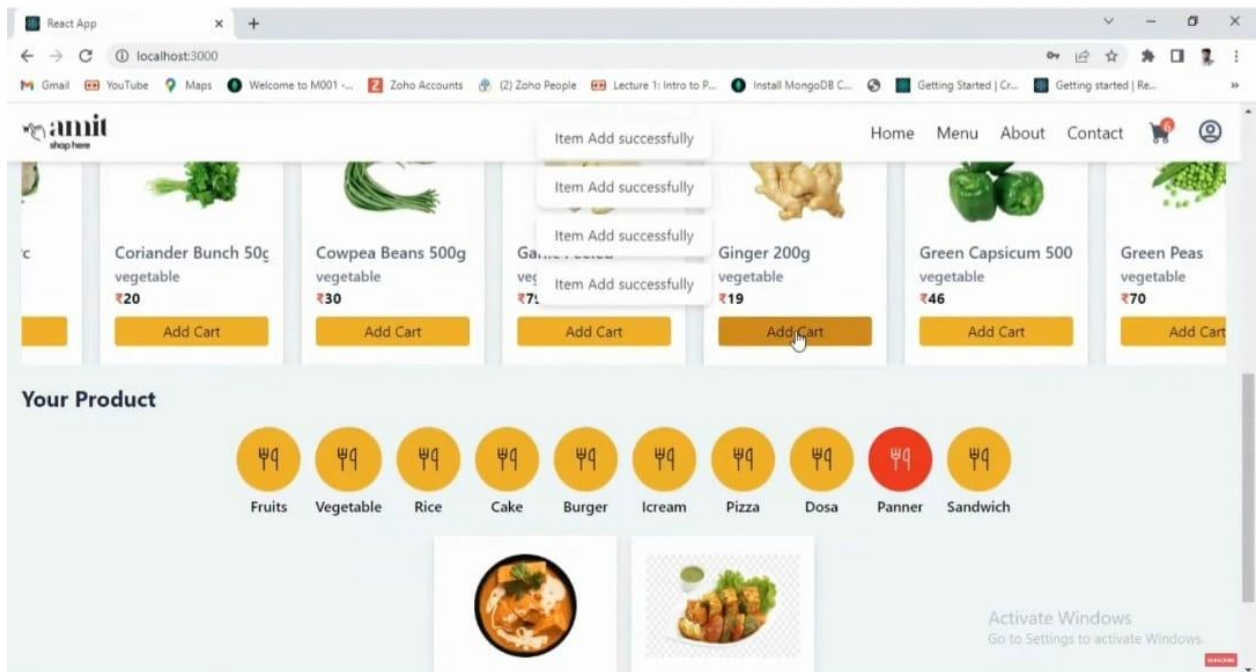 React App
localhost:3000
Gmail YouTube Maps Welcome to M001 -... Zoho Accounts (2) Zoho People Lecture 1: Intro to P... Install MongoDB C... Getting Started | Cr... Getting started | Re...
amit
shop here
Item Add successfully
Home Menu About Contact 6
Item Add successfully
Item Add successfully
Item Add successfully
Coriander Bunch 50g Cowpea Beans 500g Ginger 200g Green Capsicum 500 Green Peas
vegetable vegetable veg vegetable vegetable vegetable
₹20 ₹30 ₹19 ₹46 ₹70
Add Cart Add Cart Add Cart Add Cart Add Cart Add Cart
Your Product
Fruits Vegetable Rice Cake Burger Icream Pizza Dosa Panner Sandwich
Activate Windows
Go to Settings to activate Windows.
SUBSCRIBE